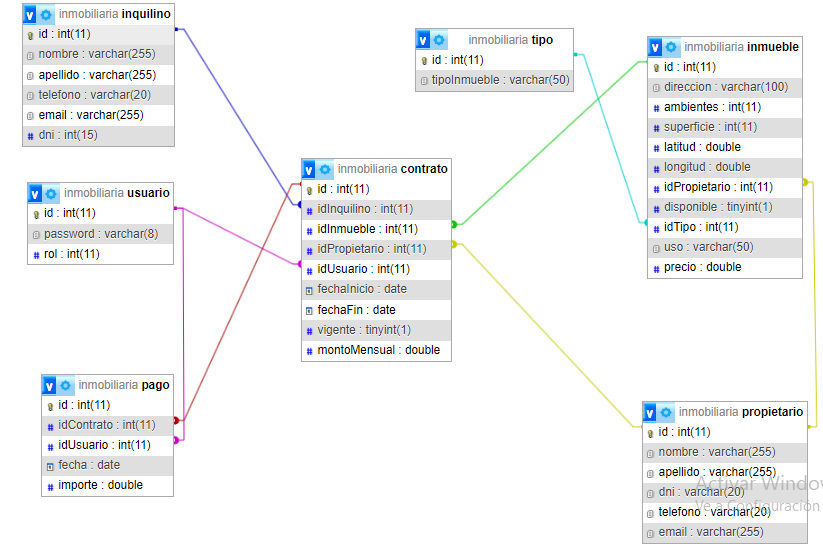 v inmobiliaria inquilino
id : int(11)
nombre : varchar(255)
apellido : varchar(255)
telefono : varchar(20)
email : varchar(255)
# dni : int(15)
v inmobiliaria tipo
id : int(11)
tipoInmueble : varchar(50)
v inmobiliaria inmueble
id : int(11)
direccion : varchar(100)
# ambientes : int(11)
# superficie : int(11)
# latitud : double
# longitud : double
# idPropietario : int(11)
# disponible : tinyint(1)
# idTipo : int(11)
uso : varchar(50)
# precio : double
v inmobiliaria usuario
id : int(11)
password : varchar(8)
# rol : int(11)
v inmobiliaria contrato
id : int(11)
# idInquilino : int(11)
# idInmueble : int(11)
# idPropietario : int(11)
# idUsuario : int(11)
fechaInicio : date
fechaFin : date
# vigente : tinyint(1)
# montoMensual : double
v inmobiliaria pago
id : int(11)
# idContrato : int(11)
# idUsuario : int(11)
fecha : date
# importe : double
v inmobiliaria propietario
id : int(11)
nombre : varchar(255)
apellido : varchar(255)
dni : varchar(20)
telefono : varchar(20)
email : varchar(255)
Activar Window
Ve a Configuración